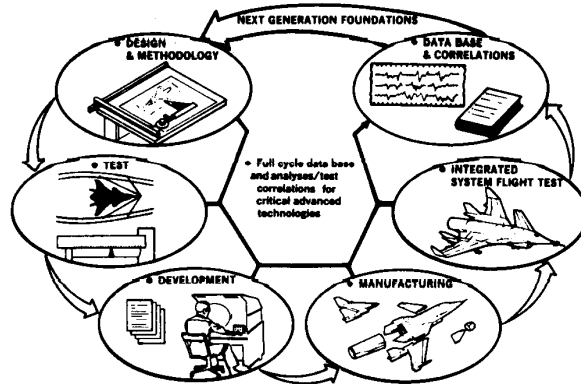 NEXT GENERATION FOUNDATIONS
• DESIGN
& METHODOLOGY
• DATA BASE
& CORRELATIONS
• TEST
• Full cycle data base
and analyses/test
correlations for
critical advanced
technologies
• INTEGRATED
SYSTEM FLIGHT TEST
• DEVELOPMENT
• MANUFACTURING